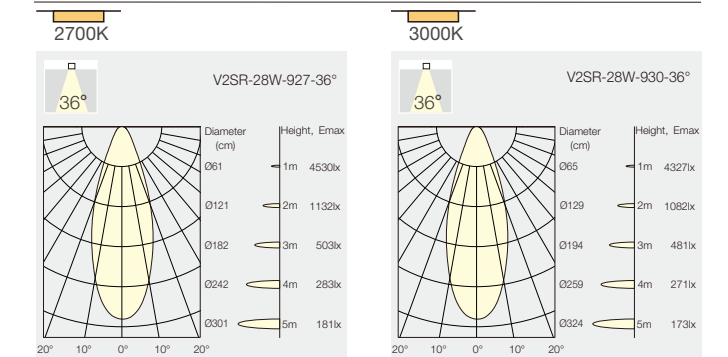 2700K
V2SR-28W-927-36°
36°
Diameter (cm) Height, Emax
Ø61 1m 4530lx
Ø121 2m 1132lx
Ø182 3m 503lx
Ø242 4m 283lx
Ø301 5m 181lx
20° 10° 0° 10° 20°
3000K
V2SR-28W-930-36°
36°
Diameter (cm) Height, Emax
Ø65 1m 4327lx
Ø129 2m 1082lx
Ø194 3m 481lx
Ø259 4m 271lx
Ø324 5m 173lx
20° 10° 0° 10° 20°